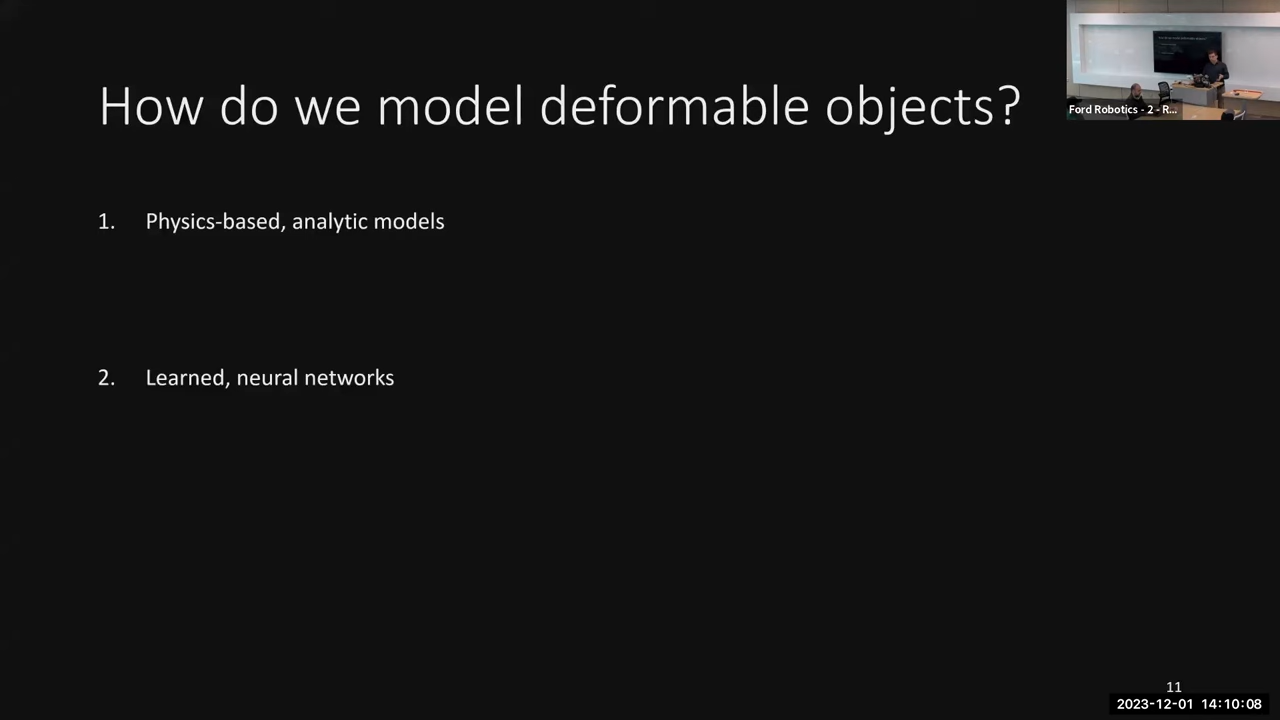 How do we model deformable objects?
Ford Robotics - 2 - R...
1. Physics-based, analytic models
2. Learned, neural networks
11
2023-12-01 14:10:08